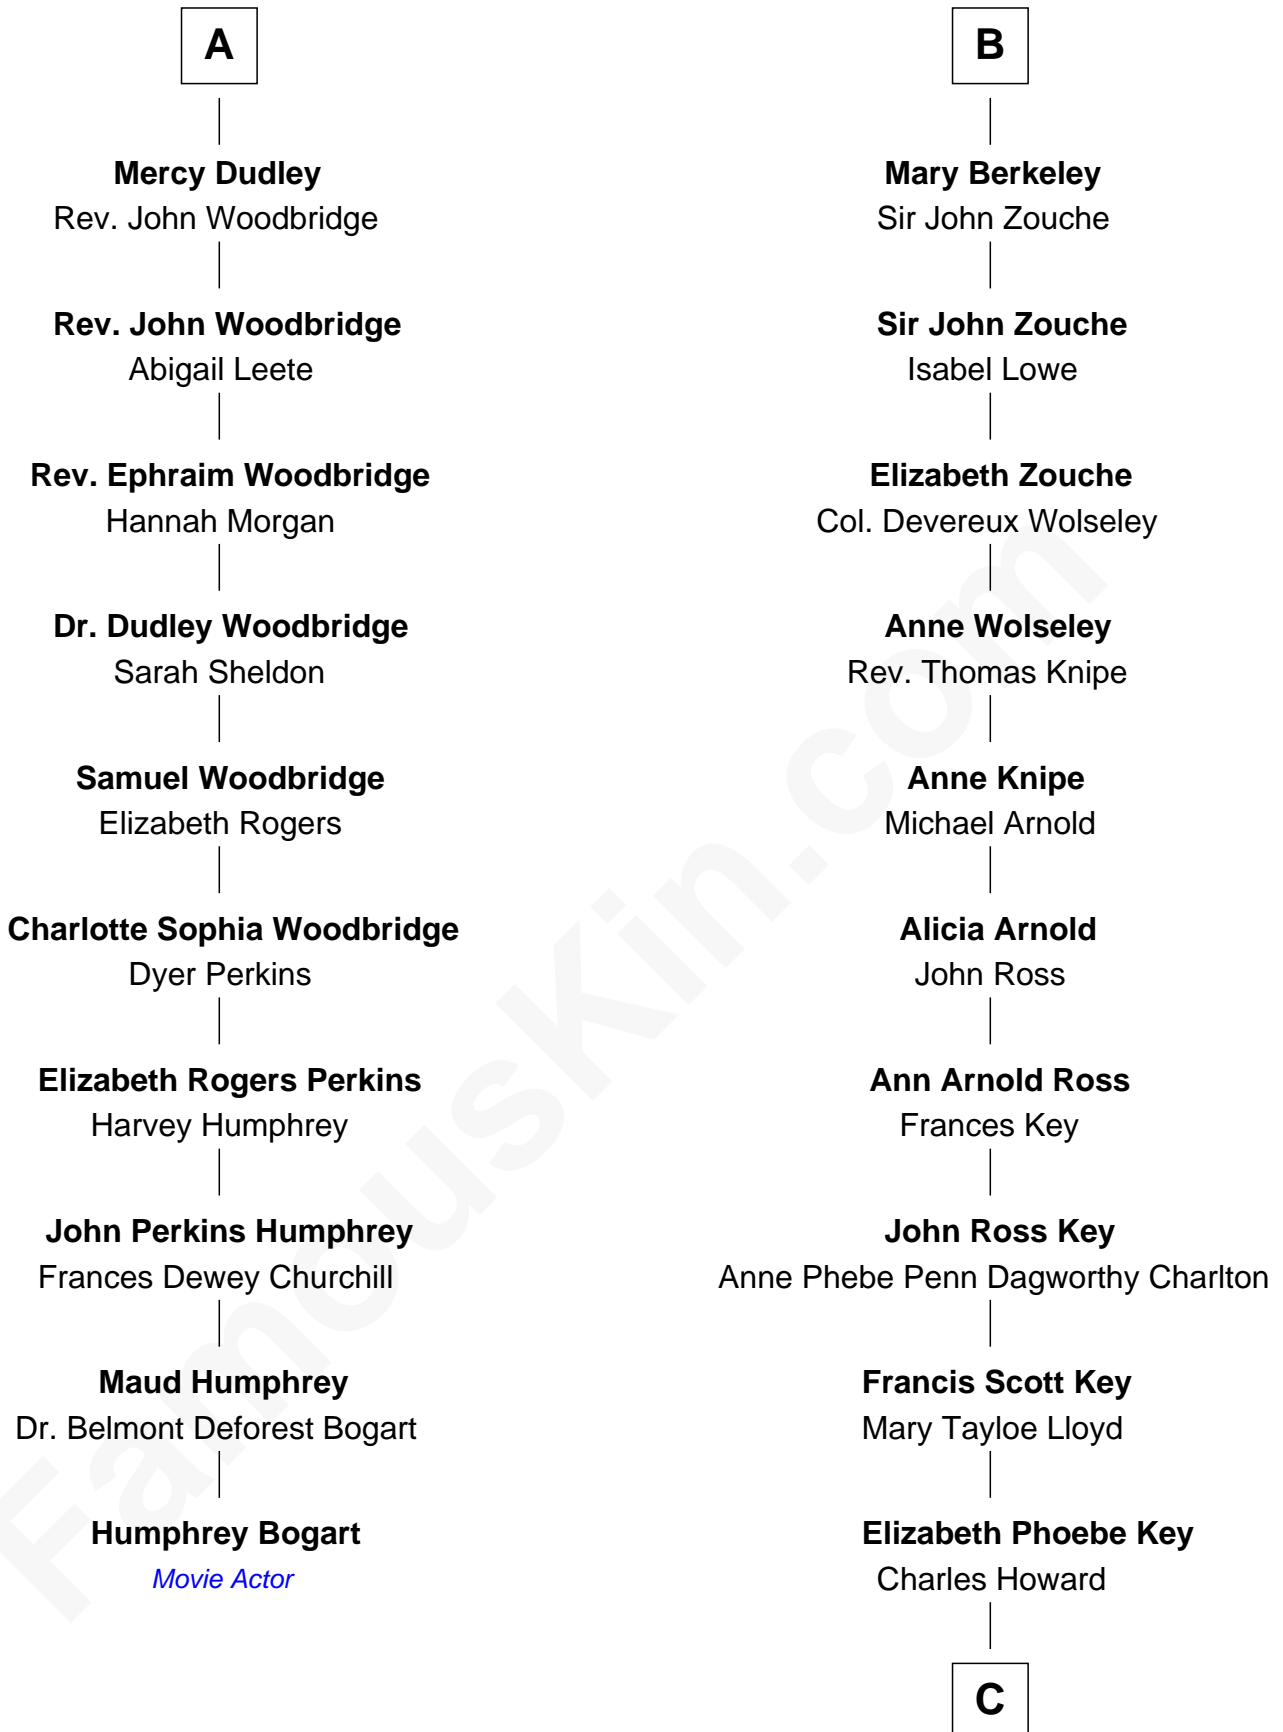 A
Mercy Dudley
Rev. John Woodbridge
Rev. John Woodbridge
Abigail Leete
Rev. Ephraim Woodbridge
Hannah Morgan
Dr. Dudley Woodbridge
Sarah Sheldon
Samuel Woodbridge
Elizabeth Rogers
Charlotte Sophia Woodbridge
Dyer Perkins
Elizabeth Rogers Perkins
Harvey Humphrey
John Perkins Humphrey
Frances Dewey Churchill
Maud Humphrey
Dr. Belmont Deforest Bogart
Humphrey Bogart
Movie Actor
B
Mary Berkeley
Sir John Zouche
Sir John Zouche
Isabel Lowe
Elizabeth Zouche
Col. Devereux Wolseley
Anne Wolseley
Rev. Thomas Knipe
Anne Knipe
Michael Arnold
Alicia Arnold
John Ross
Ann Arnold Ross
Frances Key
John Ross Key
Anne Phebe Penn Dagworthy Charlton
Francis Scott Key
Mary Tayloe Lloyd
Elizabeth Phoebe Key
Charles Howard
C
FamousKin.com